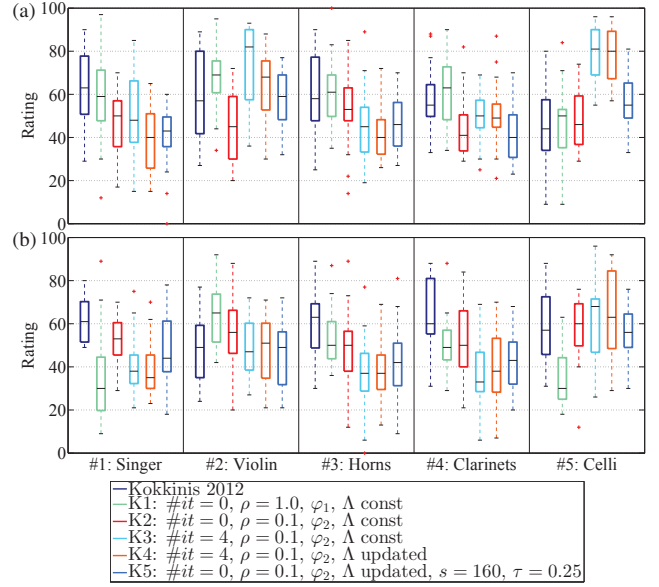 (a)
100
80
60
40
20
0
Rating
(b)
100
80
60
40
20
0
Rating
#1: Singer #2: Violin #3: Horns #4: Clarinets #5: Celli
Kokkinis 2012
K1: #it = 0, ρ = 1.0, φ₁, Λ const
K2: #it = 0, ρ = 0.1, φ₂, Λ const
K3: #it = 4, ρ = 0.1, φ₂, Λ const
K4: #it = 4, ρ = 0.1, φ₂, Λ updated
K5: #it = 0, ρ = 0.1, φ₂, Λ updated, s = 160, τ = 0.25